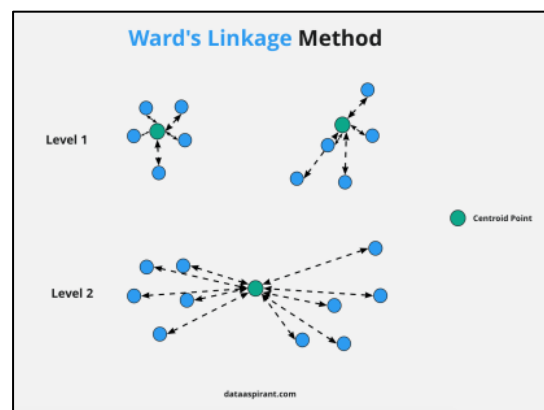 Ward's Linkage Method
Level 1
Centroid Point
Level 2
dataaspirant.com